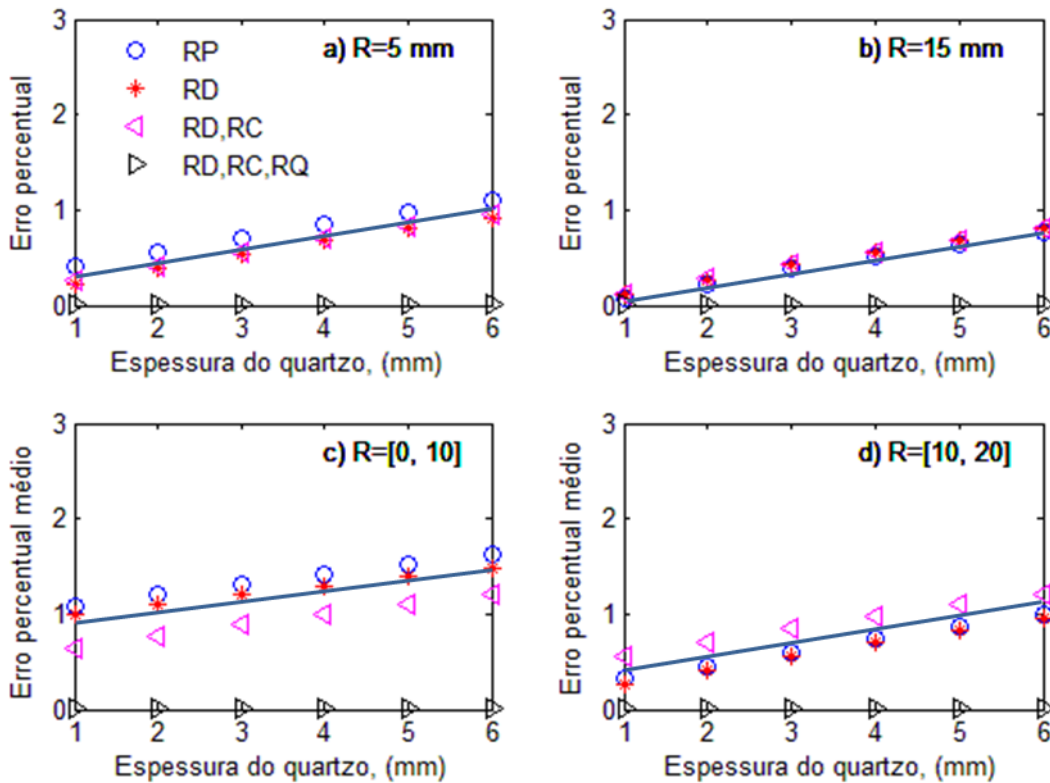 a) R=5 mm
RP
RD
RD,RC
RD,RC,RQ
Erro percentual
3
2
1
0
1 2 3 4 5 6
Espessura do quartzo, (mm)
b) R=15 mm
Erro percentual
3
2
1
0
1 2 3 4 5 6
Espessura do quartzo, (mm)
c) R=[0, 10]
Erro percentual médio
3
2
1
0
1 2 3 4 5 6
Espessura do quartzo, (mm)
d) R=[10, 20]
Erro percentual médio
3
2
1
0
1 2 3 4 5 6
Espessura do quartzo, (mm)